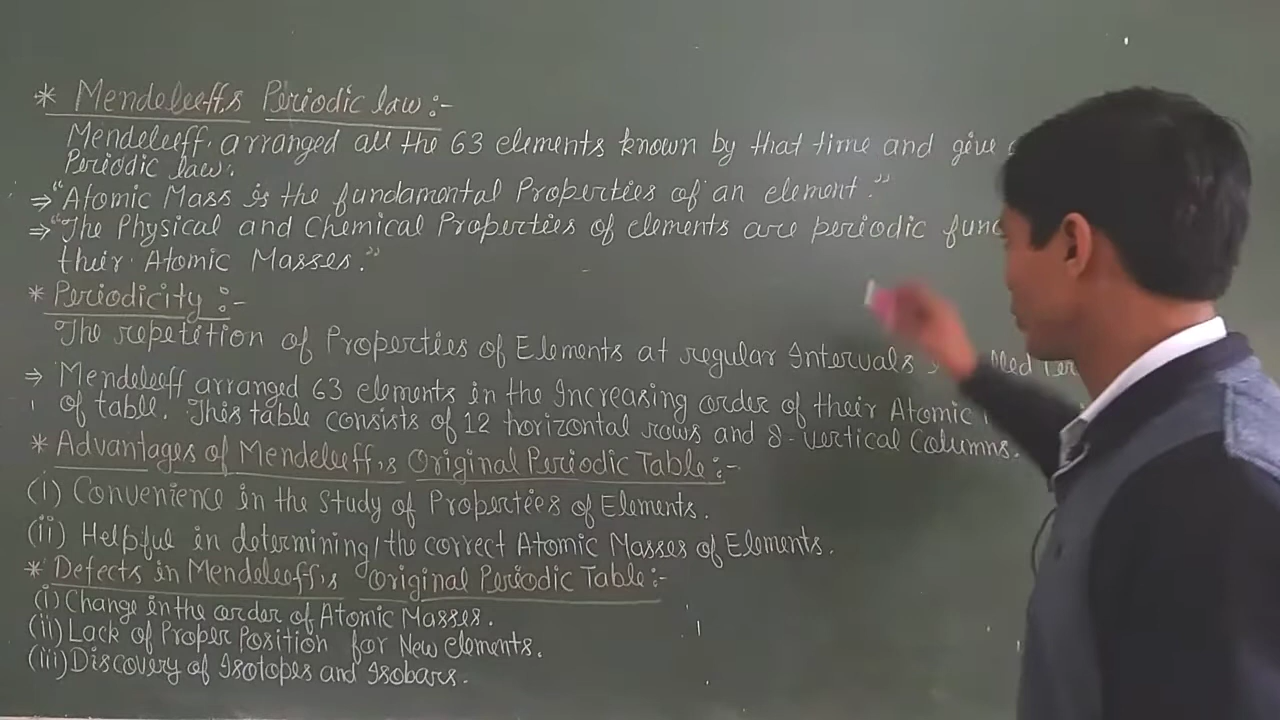 * Mendeleeff's Periodic law :-
Mendeleeff arranged all the 63 elements known by that time and give
Periodic law.
⇒ "Atomic Mass is the fundamental Properties of an element."
⇒ "The Physical and Chemical Properties of elements are periodic
their Atomic Masses."
* Periodicity :-
The repetition of Properties of Elements at regular Intervals
⇒ Mendeleeff arranged 63 elements in the Increasing order of their Atomic
of table. This table consists of 12 horizontal rows and 8-vertical Columns.
* Advantages of Mendeleeff's Original Periodic Table :-
(i) Convenience in the Study of Properties of Elements.
(ii) Helpful in determining the correct Atomic Masses of Elements.
* Defects in Mendeleeff's Original Periodic Table :-
(i) Change in the order of Atomic Masses.
(ii) Lack of Proper Position for New elements.
(iii) Discovery of Isotopes and Isobars.